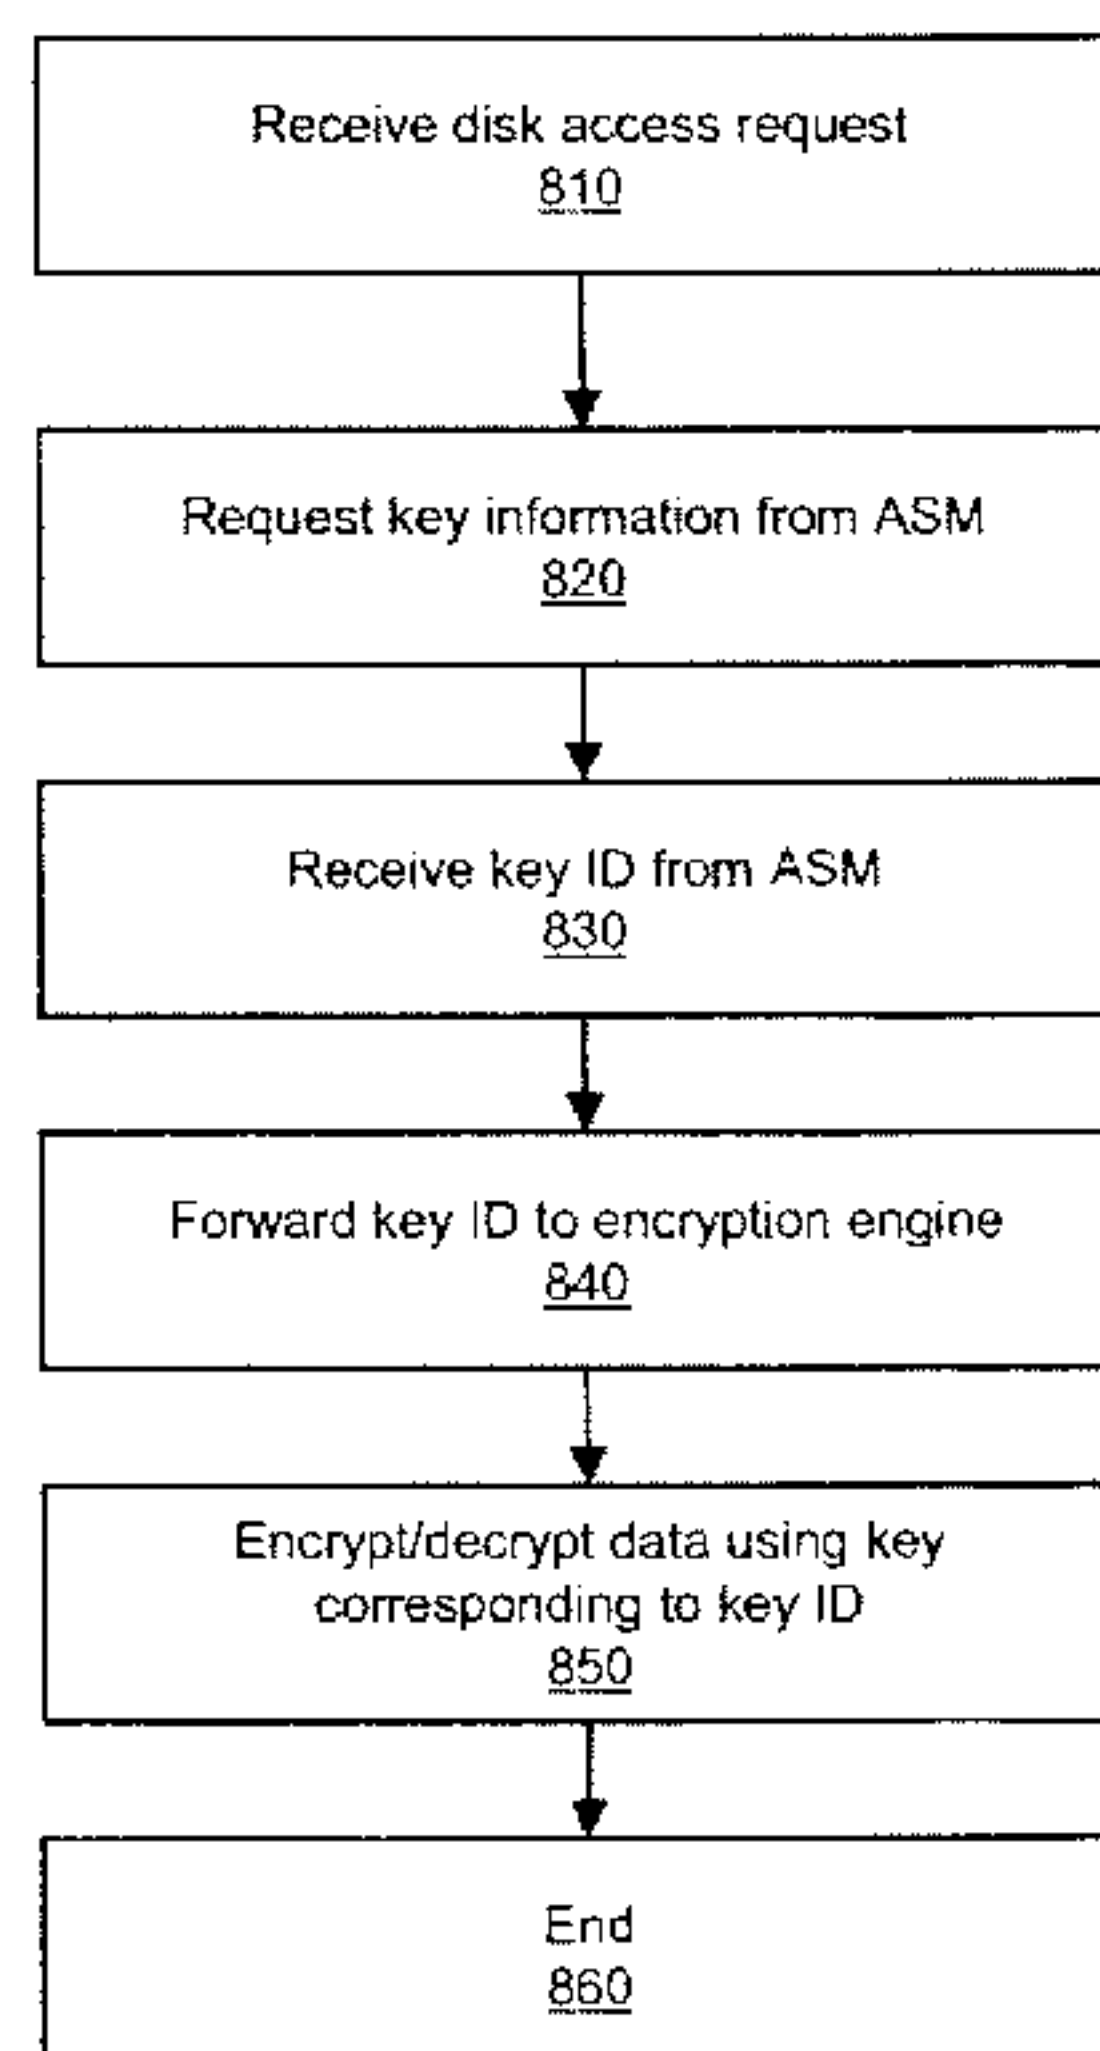 Receive disk access request
810
Request key information from ASM
820
Receive key ID from ASM
830
Forward key ID to encryption engine
840
Encrypt/decrypt data using key
corresponding to key ID
850
End
860